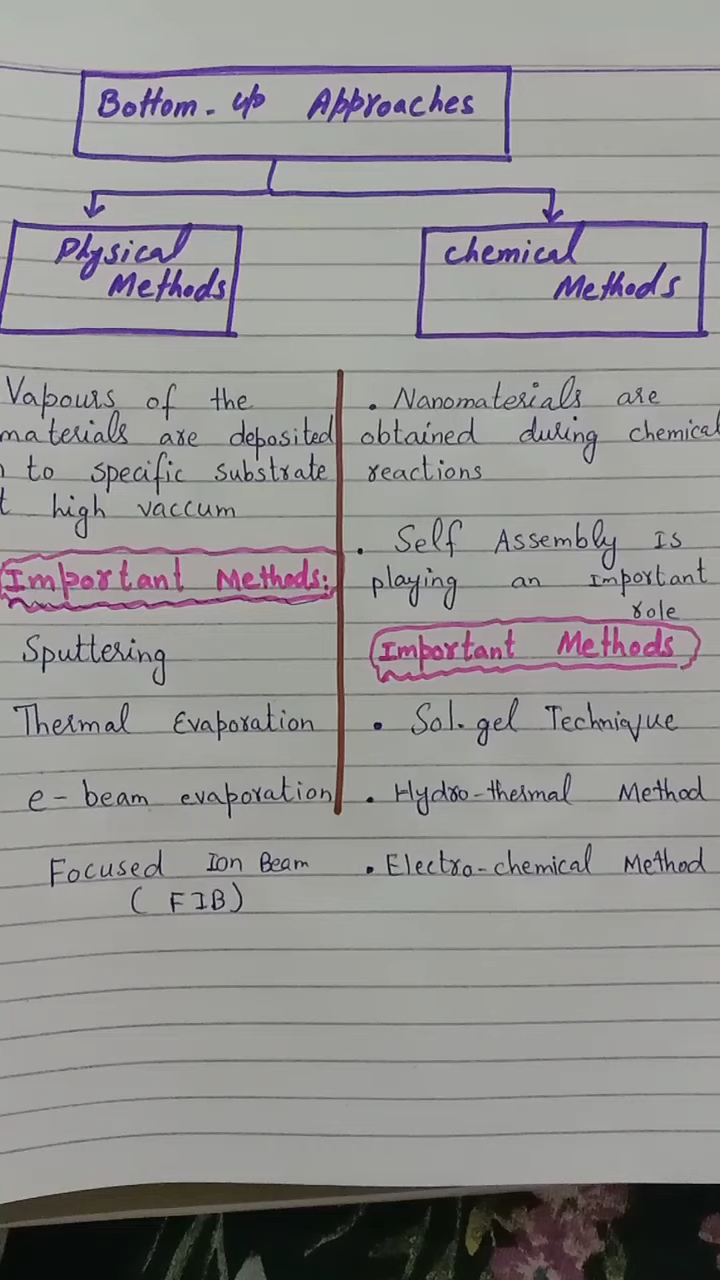 Bottom-up Approaches
Physical
Methods
Chemical
Methods
Vapours of the
materials are deposited
to specific substrate
high vaccum
Important Methods:
Sputtering
Thermal Evaporation
e-beam evaporation
Focused Ion Beam
(FIB)
. Nanomaterials are
obtained during chemical
reactions
. Self Assembly Is
playing an Important
role
Important Methods
• Sol-gel Technique
. Hydro-thermal Method
. Electro-chemical Method